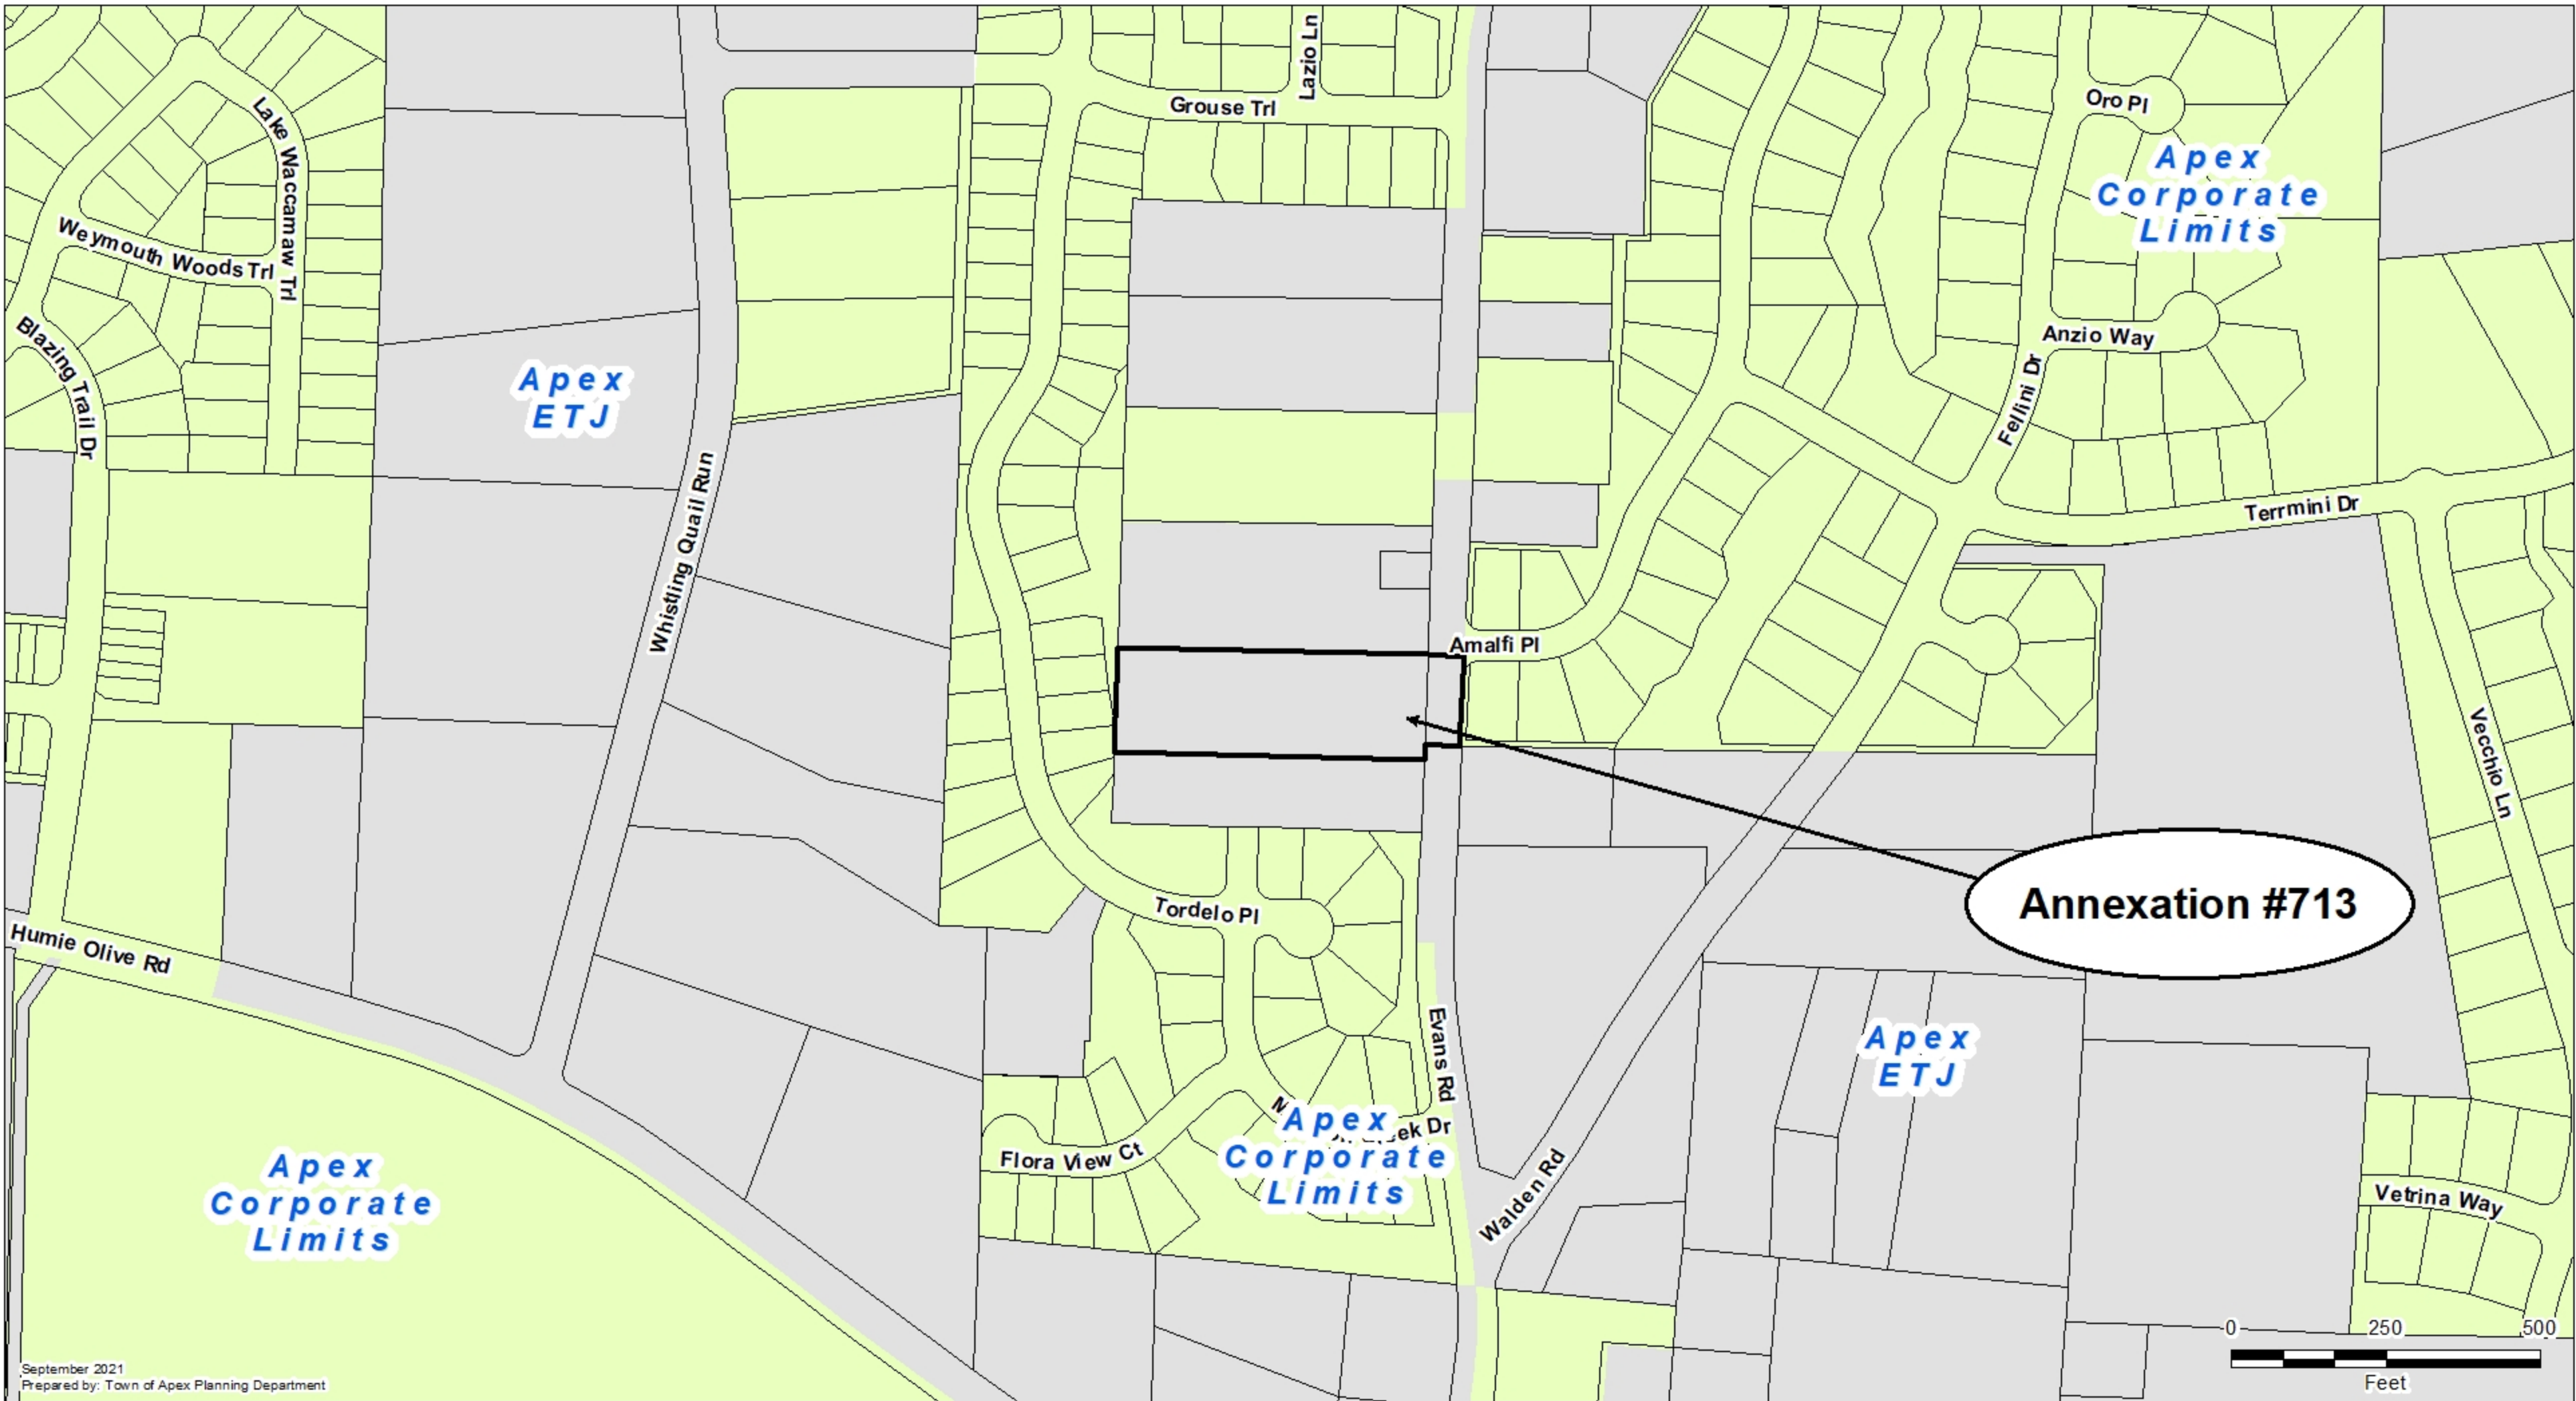 Lazio Ln
Grouse Trl
Oro Pl
Lake Waccamaw Trl
Apex
Corporate
Limits
Weymouth Woods Trl
Blazing Trail Dr
Anzio Way
Apex
ETJ
Fellini Dr
Whistling Quail Run
Terrmini Dr
Amalfi Pl
Vecchio Ln
Annexation #713
Tordelo Pl
Humie Olive Rd
Evans Rd
Apex
ETJ
Apex
Corporate
Limits
Dr
Flora View Ct
Apex
Corporate
Limits
Walden Rd
Vetrina Way
0 250 500
Feet
September 2021
Prepared by: Town of Apex Planning Department